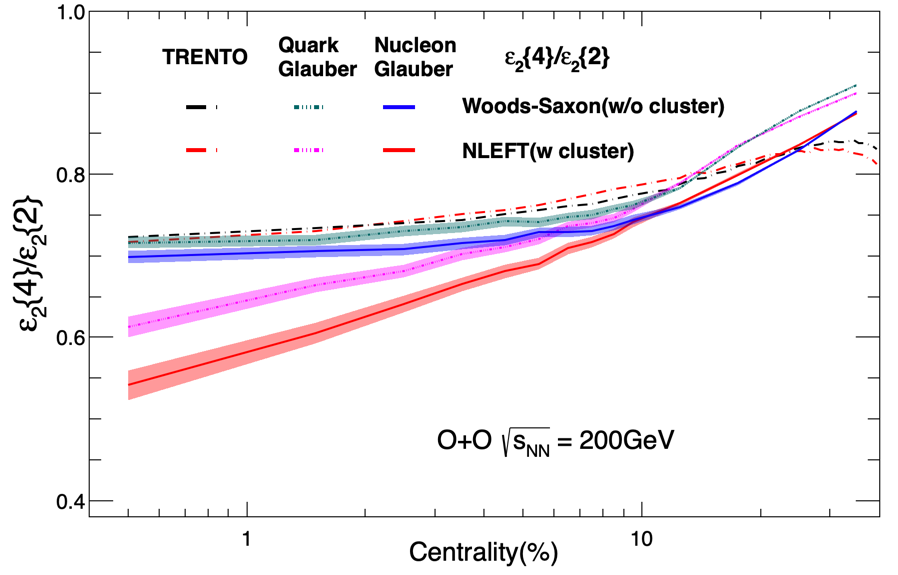 1.0
0.8
0.6
0.4
ε₂{4}/ε₂{2}
TRENTO
Quark
Glauber
Nucleon
Glauber
ε₂{4}/ε₂{2}
Woods-Saxon(w/o cluster)
NLEFT(w cluster)
O+O √s_NN = 200GeV
1
10
Centrality(%)